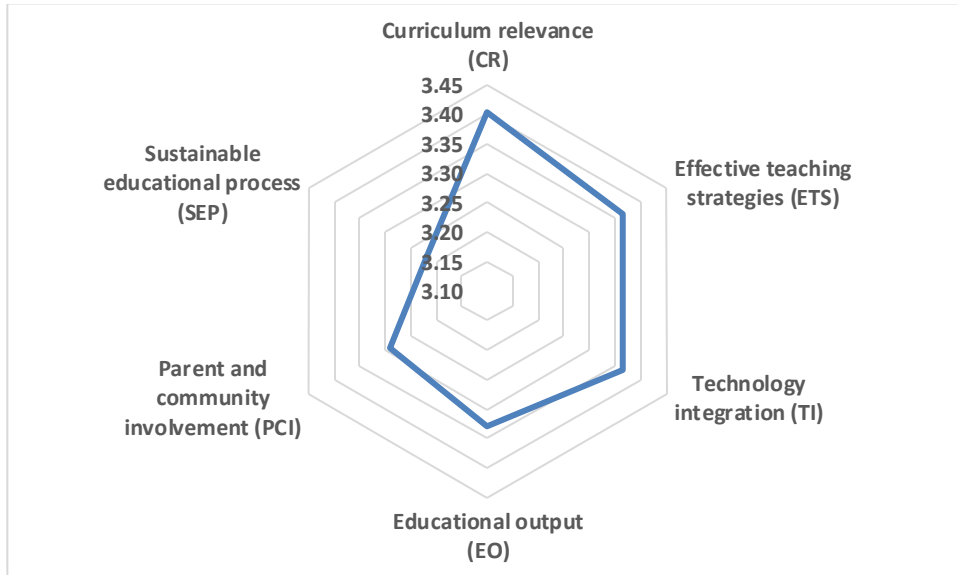 Curriculum relevance
(CR)
3.45
3.40
3.35
3.30
3.25
3.20
3.15
3.10
Effective teaching
strategies (ETS)
Technology
integration (TI)
Educational output
(EO)
Parent and
community
involvement (PCI)
Sustainable
educational process
(SEP)